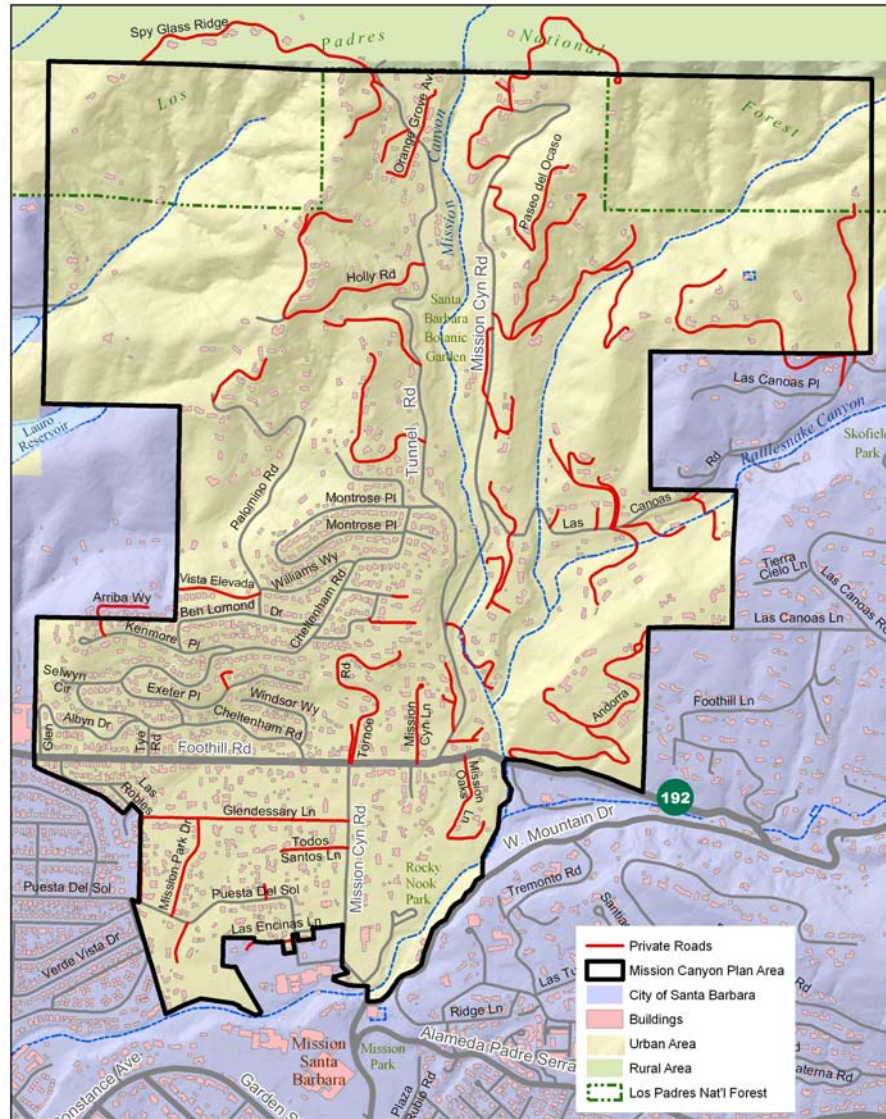 Spy Glass Ridge
Padres
National
Los
Forest
Orange Grove Av
Canyon
Mission
Paseo del Ocaso
Holly Rd
Santa
Barbara
Botanic
Garden
Mission Cyn Rd
Tunnel Rd
Las Canoas Pl
Rattlesnake Canyon
Skofield
Park
Lauro
Reservoir
Palomino Rd
Montrose Pl
Montrose Pl
Las Canoas Rd
Williams Wy
Vista Elevada
Tierra
Cielo Ln
Las Canoas Rd
Arriba Wy
Ben Lomond Dr
Cheltenham Rd
Las Canoas Ln
Kenmore Pl
Selwyn
Cir
Exeter Pl
Windsor Wy
Tornoe Rd
Mission
Cyn Ln
Andorra
Foothill Ln
Glen Albyn Dr
Tye
Rd
Cheltenham Rd
Foothill Rd
Mission
Oaks
Ln
192
Las
Robles
Glendessary Ln
W. Mountain Dr
Mission Park Dr
Todos
Santos Ln
Mission Cyn Rd
Rocky
Nook
Park
Tremonto Rd
Puesta Del Sol
Puesta Del Sol
Las Encinas Ln
Verde Vista Dr
Las Tu
Santia
Rd
Ridge Ln
Mission
Santa
Barbara
Mission
Park
Alameda Padre Serra
Plaza
Rubio Rd
Constance Ave
Garden S
aterna Rd
Private Roads
Mission Canyon Plan Area
City of Santa Barbara
Buildings
Urban Area
Rural Area
Los Padres Nat'l Forest